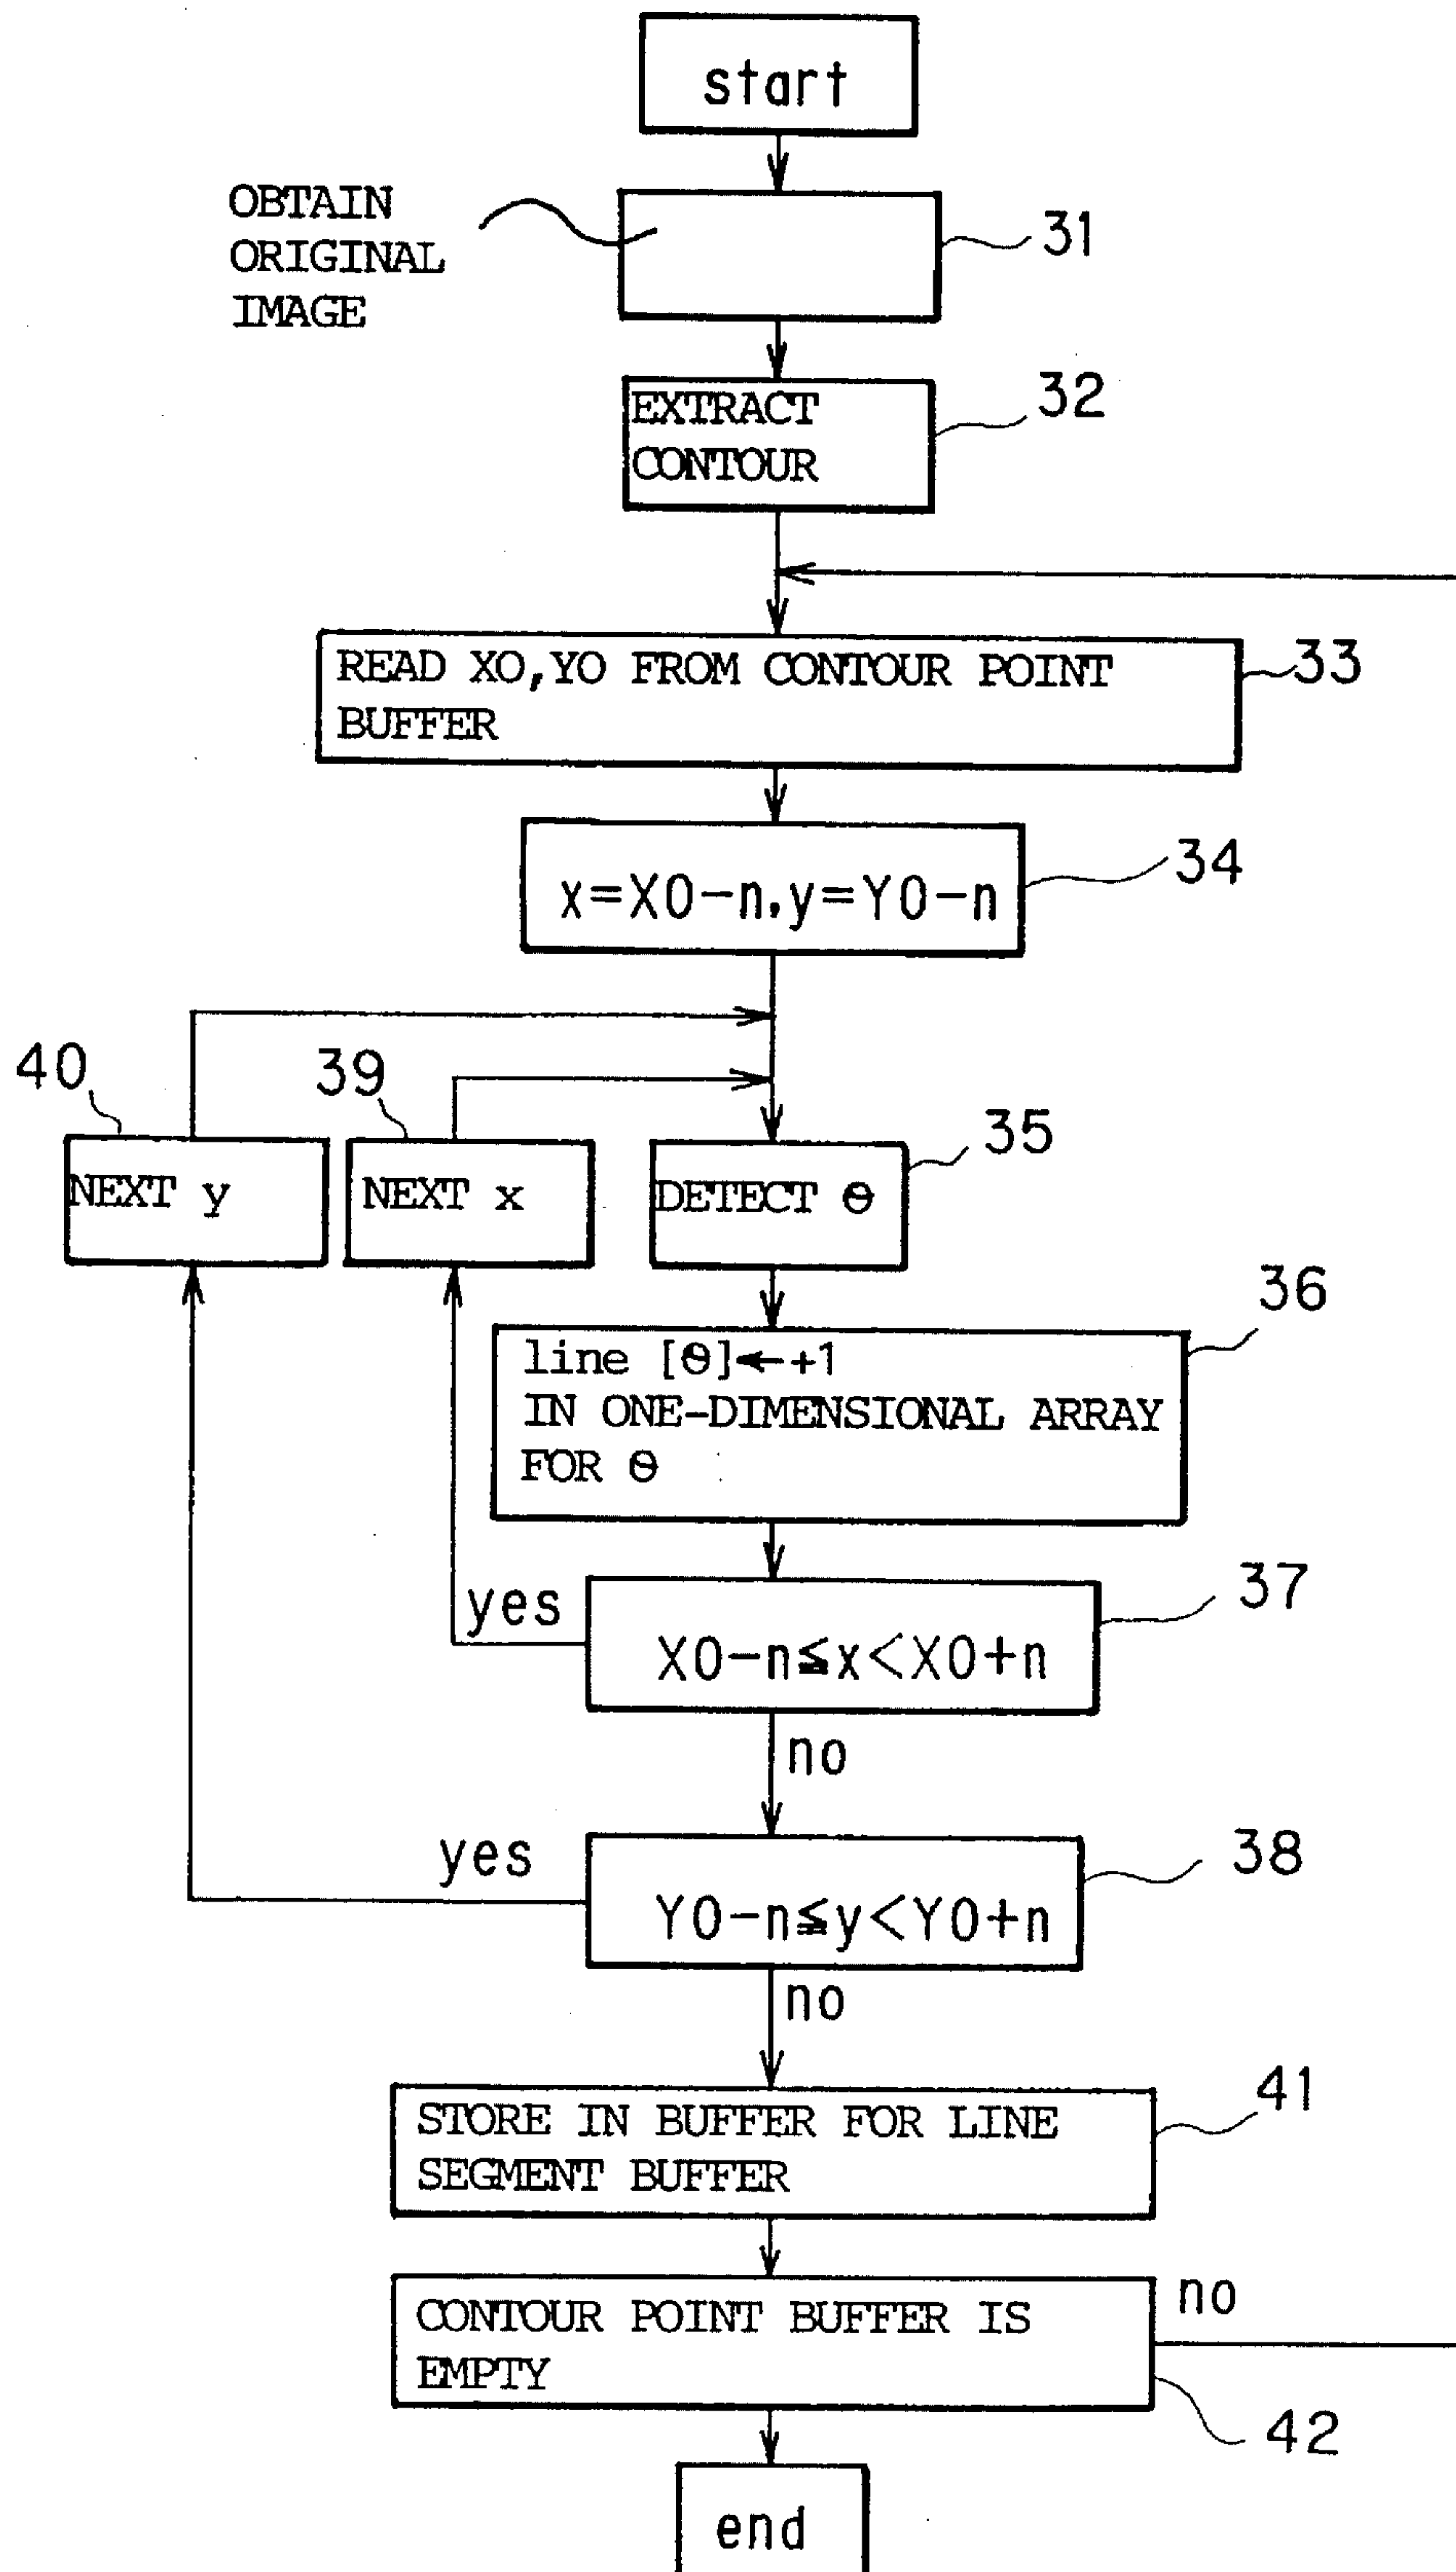 start
OBTAIN
ORIGINAL
IMAGE
31
EXTRACT
CONTOUR
32
READ X0,Y0 FROM CONTOUR POINT
BUFFER
33
x=X0-n,y=Y0-n
34
40
39
35
NEXT y
NEXT x
DETECT θ
36
line [θ]←+1
IN ONE-DIMENSIONAL ARRAY
FOR θ
37
yes
X0-n≦x<X0+n
no
38
yes
Y0-n≦y<Y0+n
no
41
STORE IN BUFFER FOR LINE
SEGMENT BUFFER
no
CONTOUR POINT BUFFER IS
EMPTY
42
end